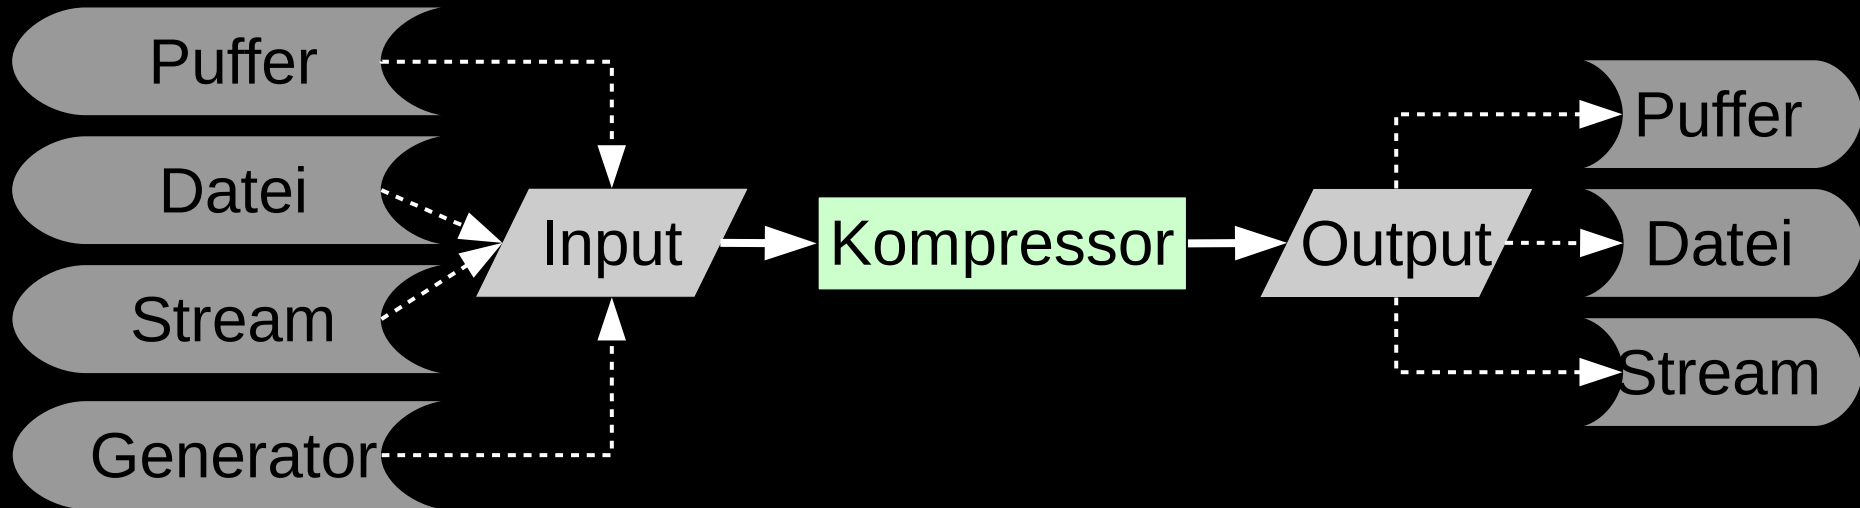 Puffer
Datei
Stream
Generator
Input
Kompressor
Output
Puffer
Datei
Stream